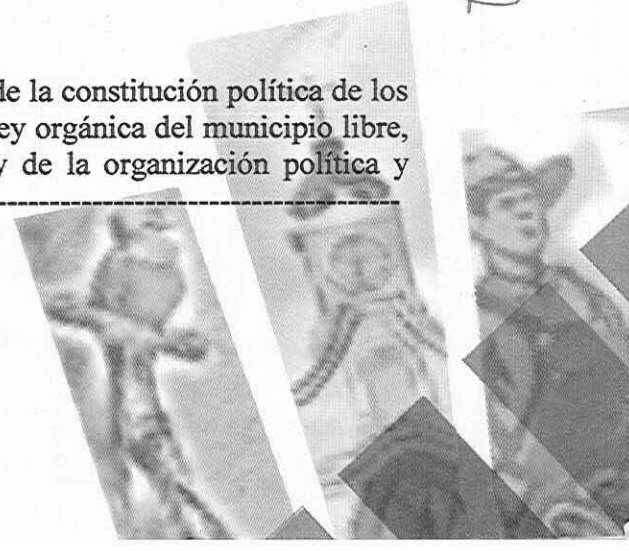 de la constitución política de los
ey orgánica del municipio libre,
y de la organización política y
--------------------------------------------------